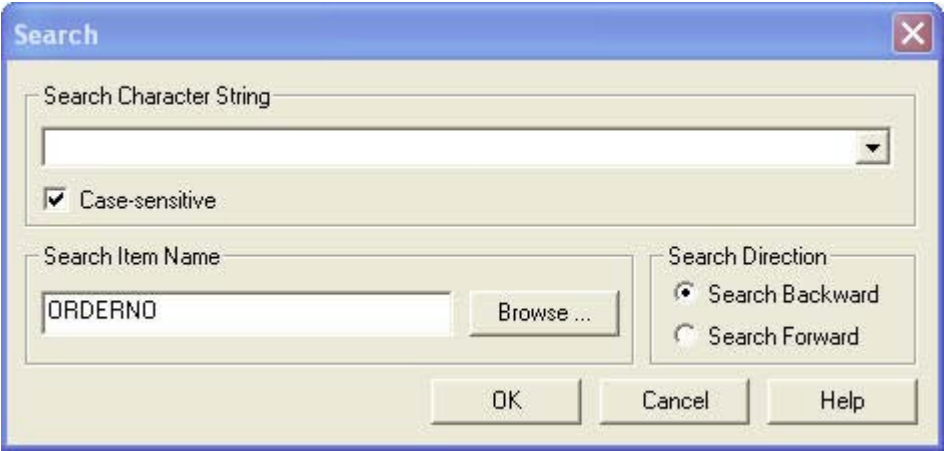 Search
Search Character String
Case-sensitive
Search Item Name
ORDERNO
Browse ...
Search Direction
Search Backward
Search Forward
OK
Cancel
Help